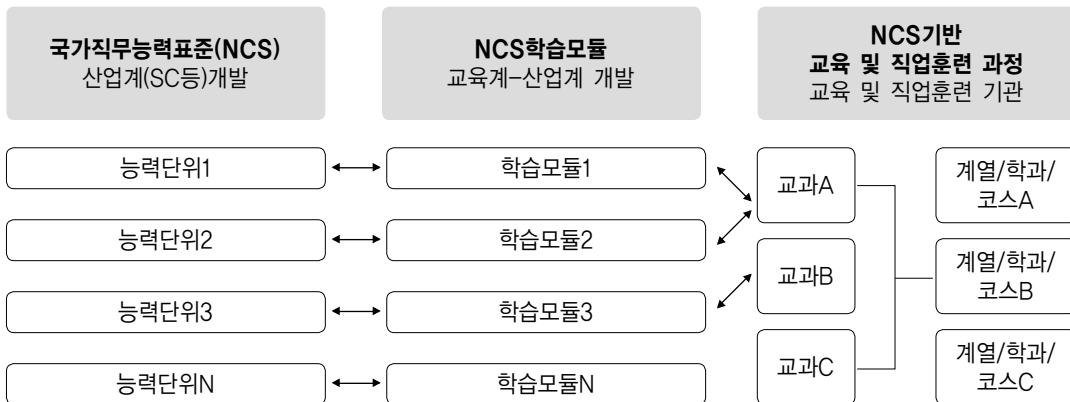 국가직무능력표준(NCS)
산업계(SC등)개발
NCS학습모듈
교육계–산업계 개발
NCS기반
교육 및 직업훈련 과정
교육 및 직업훈련 기관
능력단위1
학습모듈1
교과A
계열/학과/
코스A
능력단위2
학습모듈2
교과B
계열/학과/
코스B
능력단위3
학습모듈3
교과C
계열/학과/
코스C
능력단위N
학습모듈N